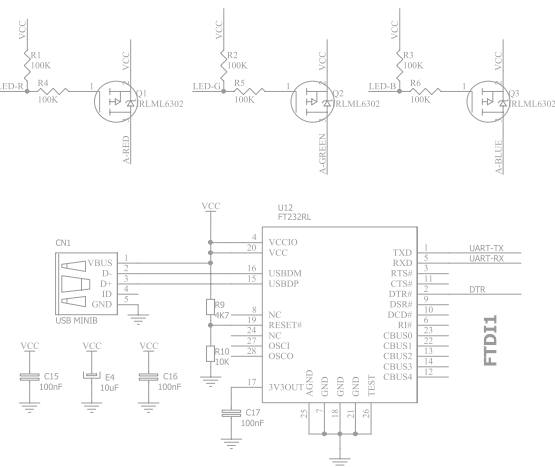 VCC VCC VCC VCC VCC VCC
R1 100K
R2 100K
R3 100K
LED-R R4 100K 1 2 3 Q1 RLML6302
LED-G R5 100K 1 2 3 Q2 RLML6302
LED-B R6 100K 1 2 3 Q3 RLML6302
A-RED A-GREEN A-BLUE
VCC
U12
FT232RL
CN1
VBUS 1
D- 2
D+ 3
ID 4
GND 5
USB MINIB
4 VCCIO
20 VCC
16 USBDM
15 USBDP
8 NC
19 RESET#
24 NC
27 OSCI
28 OSCO
17 3V3OUT
R9
4K7
R10
10K
TXD 1 UART-TX
RXD 5 UART-RX
RTS# 3
CTS# 11
DTR# 2 DTR
DSR# 9
DCD# 10
RI# 6
CBUS0 23
CBUS1 22
CBUS2 13
CBUS3 14
CBUS4 12
FTDI1
AGND GND GND GND TEST
25 7 18 21 26
VCC VCC VCC
C15
100nF
E4
10uF
C16
100nF
C17
100nF